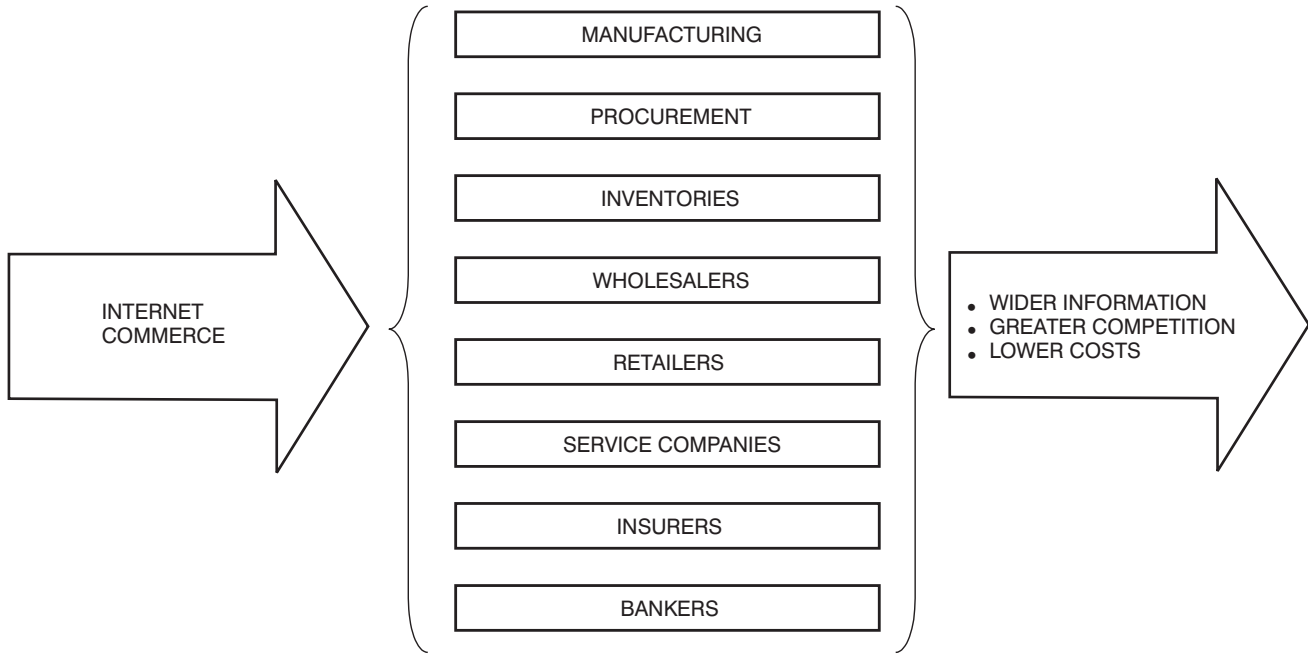 INTERNET
COMMERCE
MANUFACTURING
PROCUREMENT
INVENTORIES
WHOLESALERS
RETAILERS
SERVICE COMPANIES
INSURERS
BANKERS
• WIDER INFORMATION
• GREATER COMPETITION
• LOWER COSTS